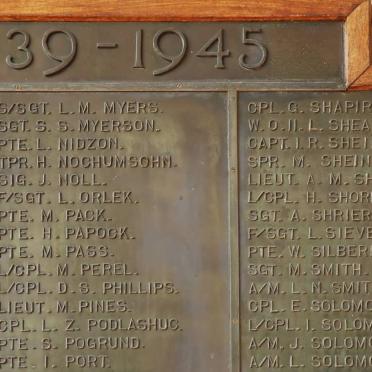 39 - 1945
S/SGT. L. M. MYERS.
SGT. S. S. MYERSON.
PTE. L. NIDZON.
TPR. H. NOCHUMSOHN.
SIG. J. NOLL.
F/SGT. L. ORLEK.
PTE. M. PACK.
PTE. H. PAPOCK.
PTE. M. PASS.
L/CPL. M. PEREL.
L/CPL. D. S. PHILLIPS.
LIEUT. M. PINES.
CPL. L. Z. PODLASHUC.
PTE. S. POGRUND.
PTE. I. PORT.
CPL. G. SHAPIR
W. O. II. L. SHEA
CAPT. I. R. SHEI
SPR. M. SHEIN
LIEUT. A. M. SH
L/CPL. H. SHOR
SGT. A. SHRIER
F/SGT. L. SIEVE
PTE. W. SILBER
SGT. M. SMITH.
A/M. L. N. SMIT
CPL. E. SOLOMO
L/CPL. I. SOLOM
A/M. J. SOLOM
A/M. L. SOLOM